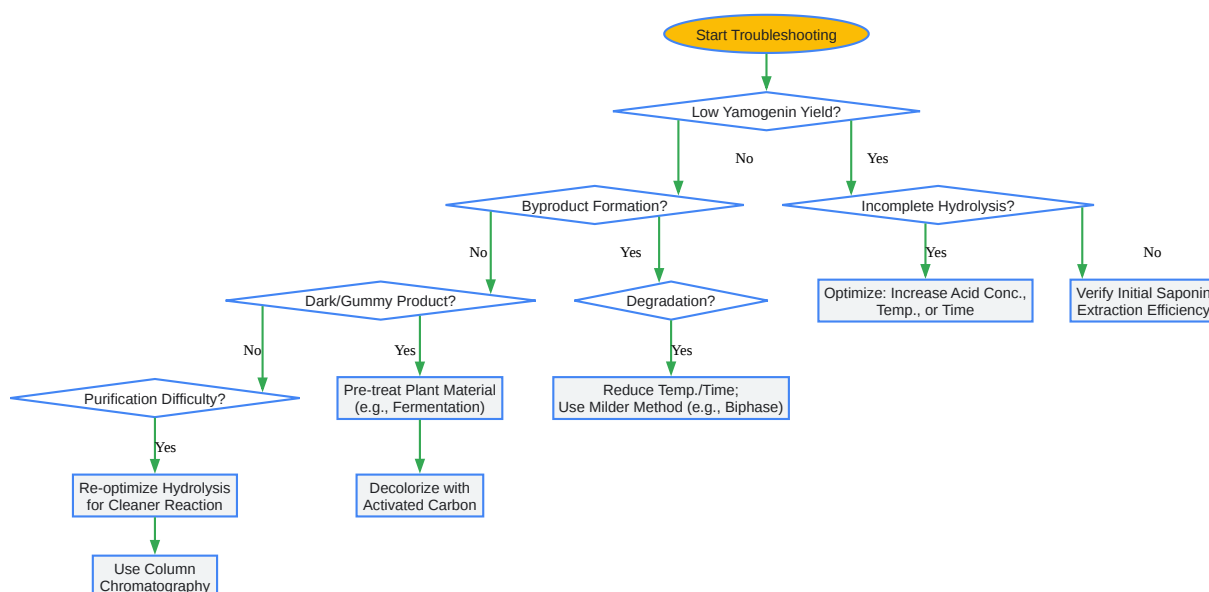 Start Troubleshooting
Low Yamogenin Yield?
No
Yes
Byproduct Formation?
Incomplete Hydrolysis?
No
Yes
Yes
No
Dark/Gummy Product?
Degradation?
Optimize: Increase Acid Conc.,
Temp., or Time
Verify Initial Saponin
Extraction Efficiency
No
Yes
Yes
Purification Difficulty?
Pre-treat Plant Material
(e.g., Fermentation)
Reduce Temp./Time;
Use Milder Method (e.g., Biphase)
Yes
Re-optimize Hydrolysis
for Cleaner Reaction
Decolorize with
Activated Carbon
Use Column
Chromatography